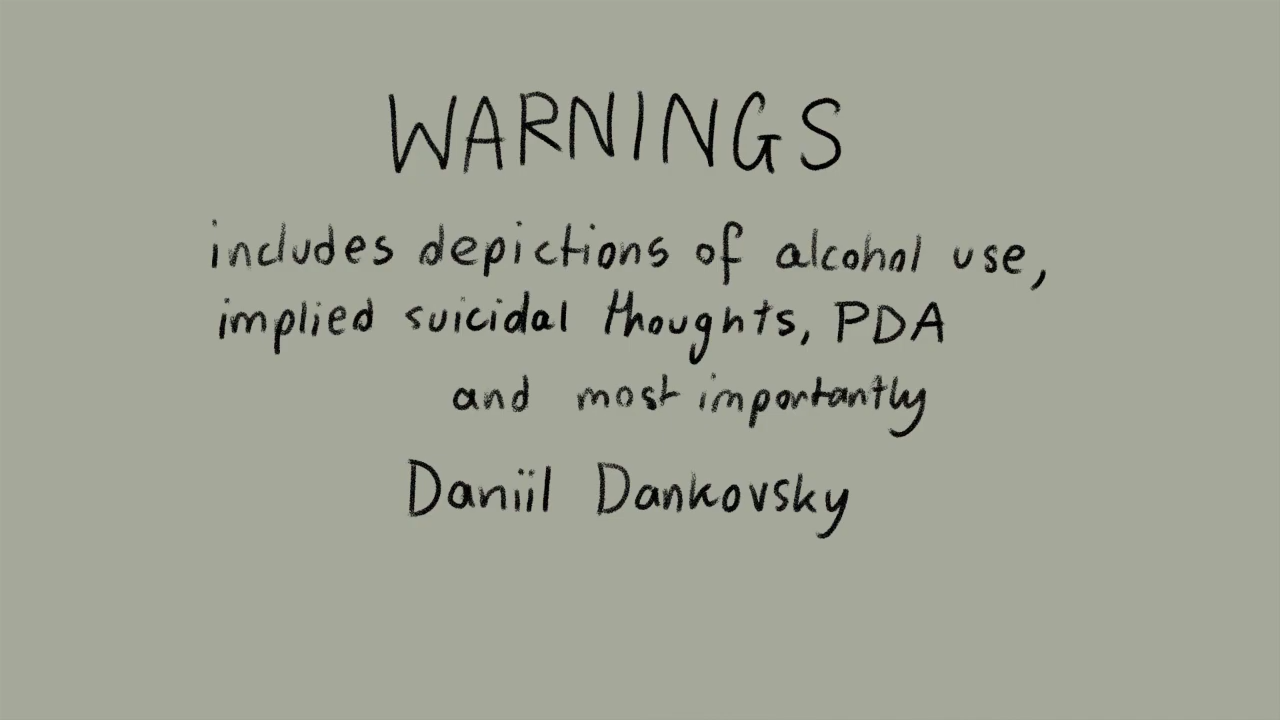 WARNINGS
includes depictions of alcohol use,
implied suicidal thoughts, PDA
and most importantly
Daniil Dankovsky